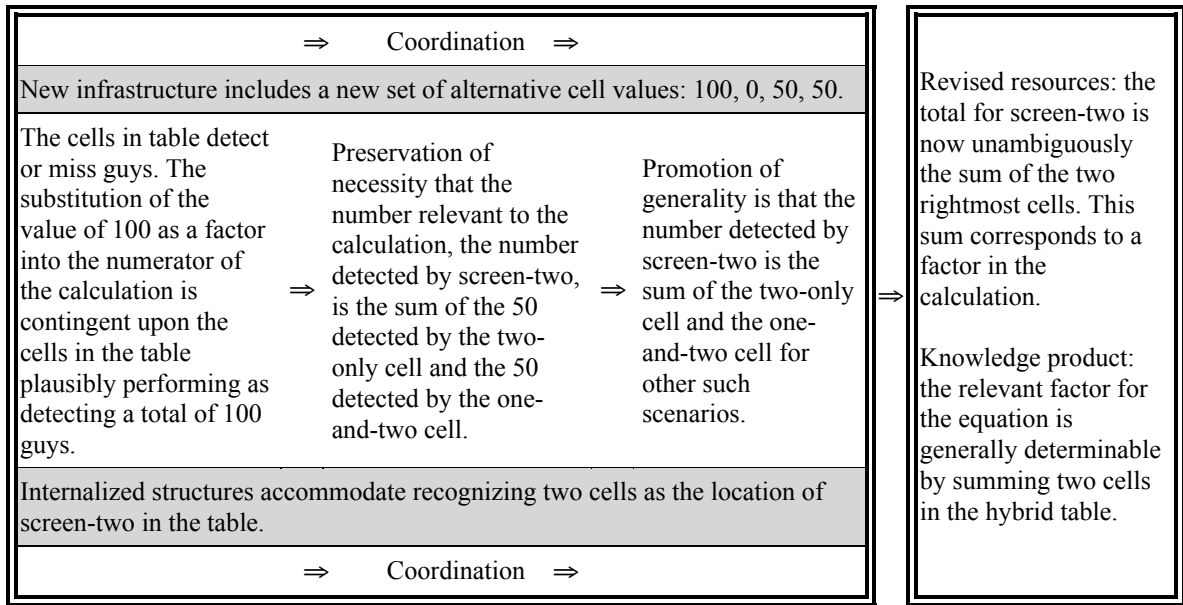 ⇒ Coordination ⇒
New infrastructure includes a new set of alternative cell values: 100, 0, 50, 50.
The cells in table detect
or miss guys. The
substitution of the
value of 100 as a factor
into the numerator of
the calculation is
contingent upon the
cells in the table
plausibly performing as
detecting a total of 100
guys.
⇒
Preservation of
necessity that the
number relevant to the
calculation, the number
detected by screen-two,
is the sum of the 50
detected by the two-
only cell and the 50
detected by the one-
and-two cell.
⇒
Promotion of
generality is that the
number detected by
screen-two is the
sum of the two-only
cell and the one-
and-two cell for
other such
scenarios.
Internalized structures accommodate recognizing two cells as the location of
screen-two in the table.
⇒ Coordination ⇒
⇒
Revised resources: the
total for screen-two is
now unambiguously
the sum of the two
rightmost cells. This
sum corresponds to a
factor in the
calculation.
Knowledge product:
the relevant factor for
the equation is
generally determinable
by summing two cells
in the hybrid table.